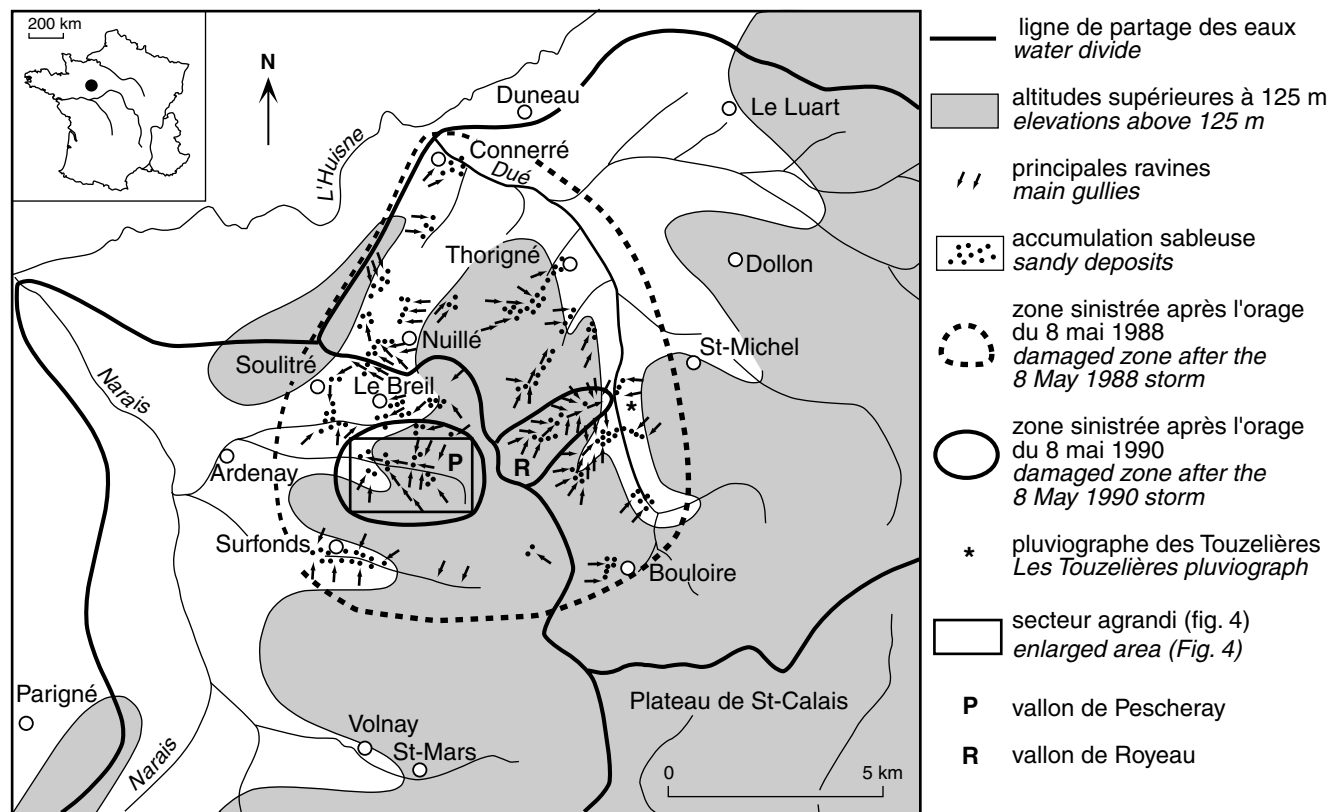 200 km
N
Duneau
Le Luart
L'Huisne
Connerré
Dué
Thorigné
Dollon
Nuillé
St-Michel
Soulitré
Le Breil
Narais
*
Ardenay
P
R
Surfonds
Bouloire
Parigné
Plateau de St-Calais
Volnay
St-Mars
Narais
0 5 km
ligne de partage des eaux
water divide
altitudes supérieures à 125 m
elevations above 125 m
principales ravines
main gullies
accumulation sableuse
sandy deposits
zone sinistrée après l'orage
du 8 mai 1988
damaged zone after the
8 May 1988 storm
zone sinistrée après l'orage
du 8 mai 1990
damaged zone after the
8 May 1990 storm
* pluviographe des Touzelières
Les Touzelières pluviograph
secteur agrandi (fig. 4)
enlarged area (Fig. 4)
P vallon de Pescheray
R vallon de Royeau